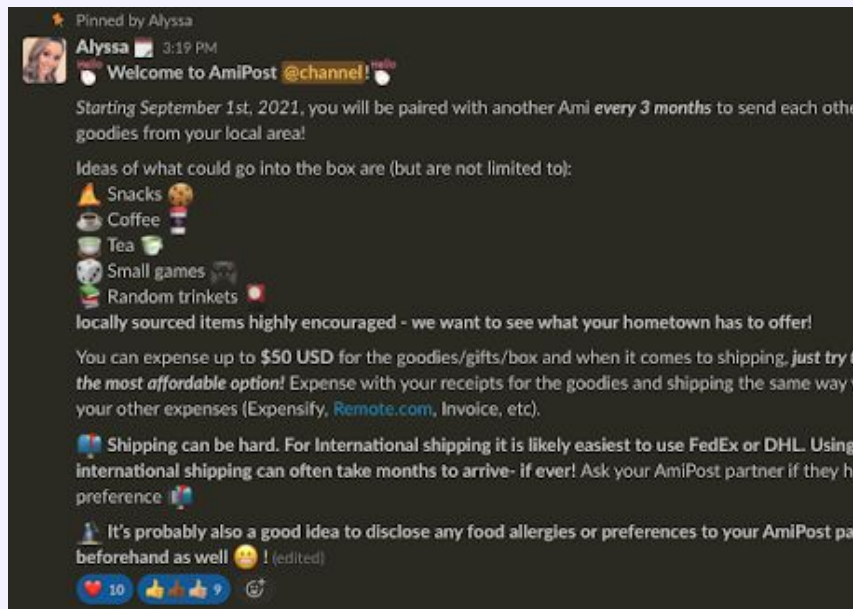 Pinned by Alyssa
Alyssa 3:19 PM
Hello Welcome to AmiPost @channel! Hello
Starting September 1st, 2021, you will be paired with another Ami every 3 months to send each othe
goodies from your local area!
Ideas of what could go into the box are (but are not limited to):
Snacks
Coffee
Tea
Small games
Random trinkets
locally sourced items highly encouraged - we want to see what your hometown has to offer!
You can expense up to $50 USD for the goodies/gifts/box and when it comes to shipping, just try
the most affordable option! Expense with your receipts for the goodies and shipping the same way
your other expenses (Expensify, Remote.com, Invoice, etc).
Shipping can be hard. For International shipping it is likely easiest to use FedEx or DHL. Using
international shipping can often take months to arrive- if ever! Ask your AmiPost partner if they h
preference
It's probably also a good idea to disclose any food allergies or preferences to your AmiPost pa
beforehand as well ! (edited)
10 9